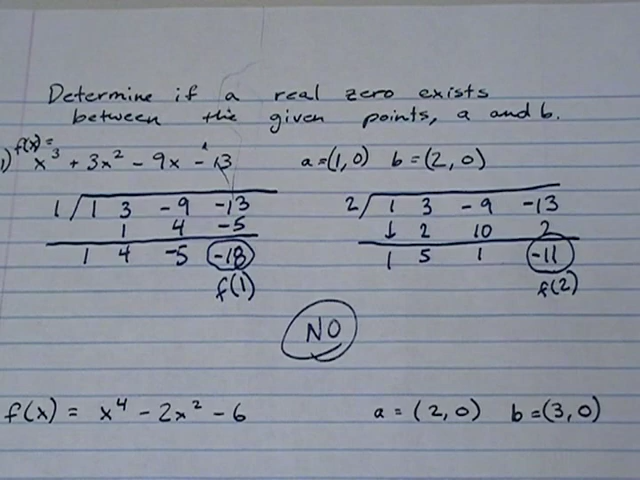 Determine if a real zero exists
between the given points, a and b.
f(x)=
1) x³ + 3x² - 9x - 13 a=(1,0) b=(2,0)
1 1 3 -9 -13 2 1 3 -9 -13
1 4 -5 ↓ 2 10 2
1 4 -5 -18 1 5 1 -11
f(1) f(2)
NO
f(x) = x⁴ - 2x² - 6 a = (2,0) b=(3,0)